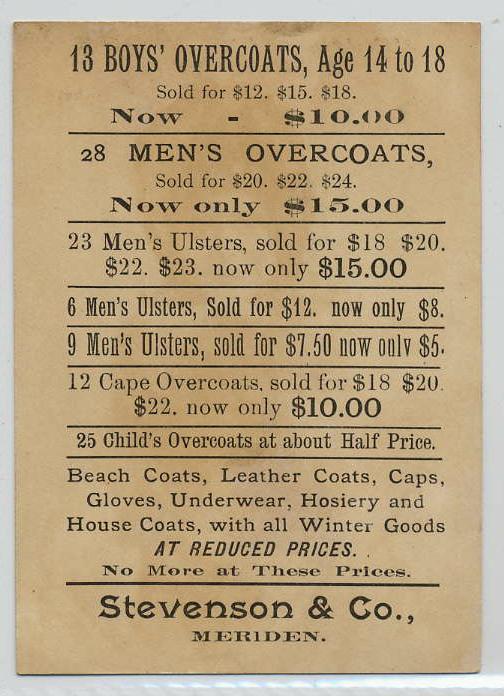 13 BOYS' OVERCOATS, Age 14 to 18
Sold for $12. $15. $18.
Now - $10.00
28 MEN'S OVERCOATS,
Sold for $20. $22. $24.
Now only $15.00
23 Men's Ulsters, sold for $18 $20.
$22. $23. now only $15.00
6 Men's Ulsters, Sold for $12. now only $8.
9 Men's Ulsters, sold for $7.50 now only $5.
12 Cape Overcoats, sold for $18 $20.
$22. now only $10.00
25 Child's Overcoats at about Half Price.
Beach Coats, Leather Coats, Caps,
Gloves, Underwear, Hosiery and
House Coats, with all Winter Goods
AT REDUCED PRICES.
No More at These Prices.
Stevenson & Co.,
MERIDEN.